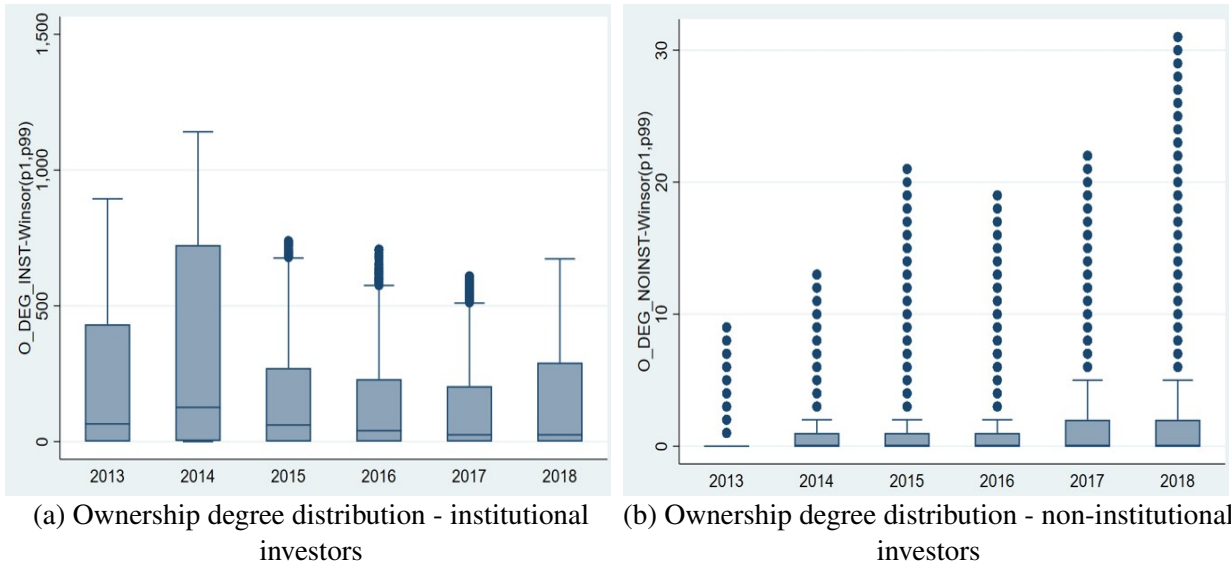 O_DEG_INST-Winsor(p1,p99)
1,500
1,000
500
0
2013 2014 2015 2016 2017 2018
(a) Ownership degree distribution - institutional
investors
O_DEG_NOINST-Winsor(p1,p99)
30
20
10
0
2013 2014 2015 2016 2017 2018
(b) Ownership degree distribution - non-institutional
investors